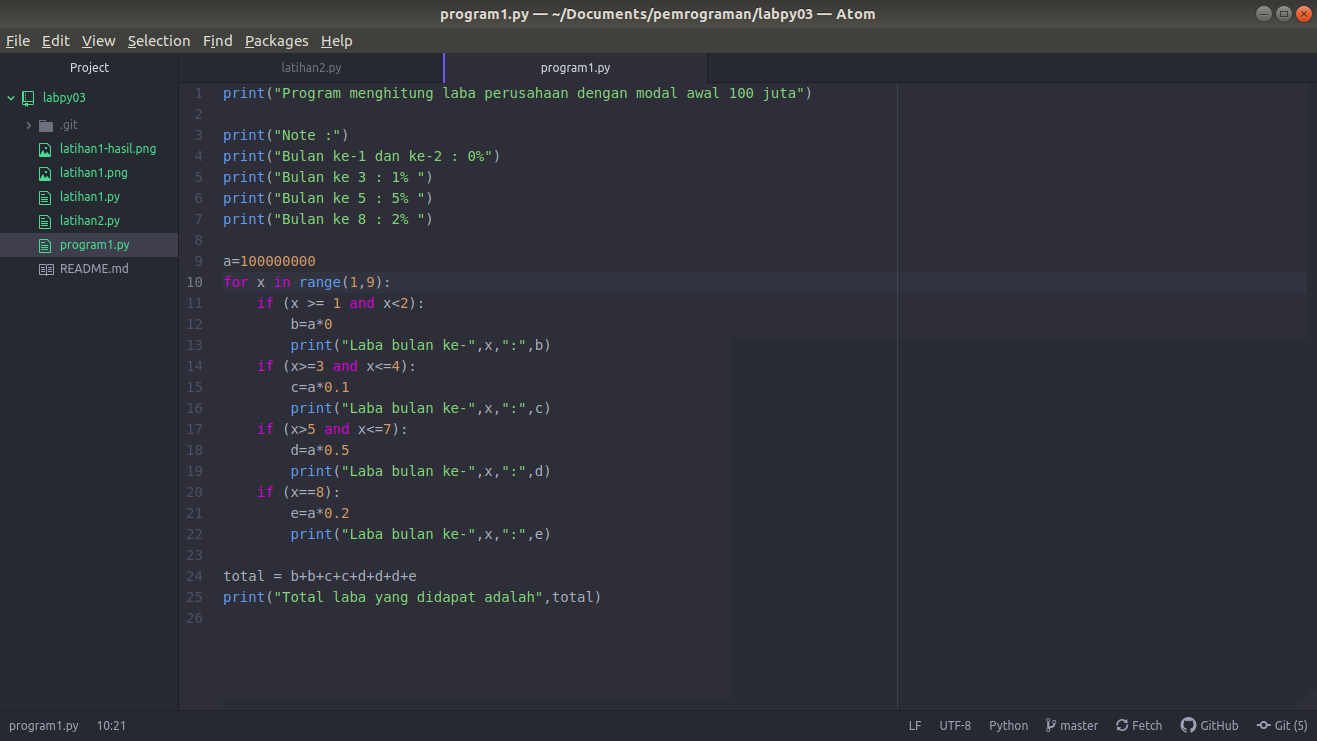 program1.py — ~/Documents/pemrograman/labpy03 — Atom
File Edit View Selection Find Packages Help
Project
latihan2.py
program1.py
labpy03
.git
latihan1-hasil.png
latihan1.png
latihan1.py
latihan2.py
program1.py
README.md
1 print("Program menghitung laba perusahaan dengan modal awal 100 juta")
2
3 print("Note :")
4 print("Bulan ke-1 dan ke-2 : 0%")
5 print("Bulan ke 3 : 1% ")
6 print("Bulan ke 5 : 5% ")
7 print("Bulan ke 8 : 2% ")
8
9 a=100000000
10 for x in range(1,9):
11     if (x >= 1 and x<2):
12         b=a*0
13         print("Laba bulan ke-",x,":",b)
14     if (x>=3 and x<=4):
15         c=a*0.1
16         print("Laba bulan ke-",x,":",c)
17     if (x>5 and x<=7):
18         d=a*0.5
19         print("Laba bulan ke-",x,":",d)
20     if (x==8):
21         e=a*0.2
22         print("Laba bulan ke-",x,":",e)
23
24 total = b+b+c+c+d+d+d+e
25 print("Total laba yang didapat adalah",total)
26
program1.py 10:21 LF UTF-8 Python master Fetch GitHub Git (5)